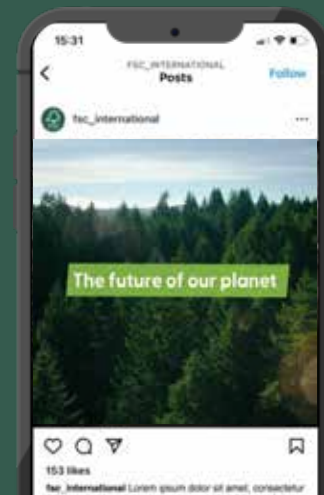 15:31
FSC_INTERNATIONAL
Posts
Follow
fsc_international
The future of our planet
153 likes
fsc_international Lorem ipsum dolor sit amet, consectetur